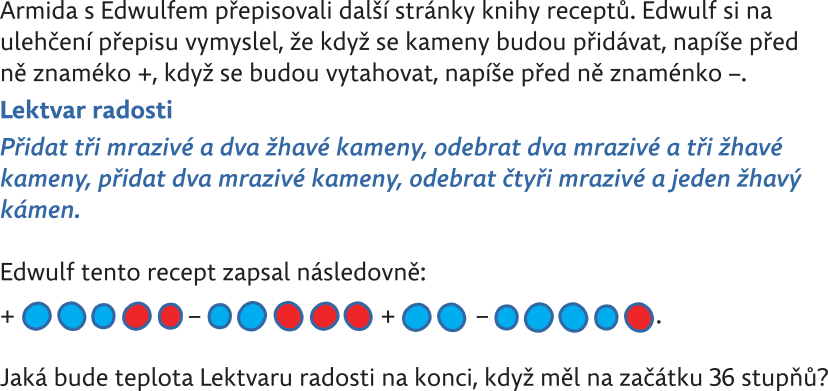 Armida s Edwulfem přepisovali další stránky knihy receptů. Edwulf si na
ulehčení přepisu vymyslel, že když se kameny budou přidávat, napíše před
ně znaméko +, když se budou vytahovat, napíše před ně znaménko –.
Lektvar radosti
Přidat tři mrazivé a dva žhavé kameny, odebrat dva mrazivé a tři žhavé
kameny, přidat dva mrazivé kameny, odebrat čtyři mrazivé a jeden žhavý
kámen.
Edwulf tento recept zapsal následovně:
+ – + – .
Jaká bude teplota Lektvaru radosti na konci, když měl na začátku 36 stupňů?